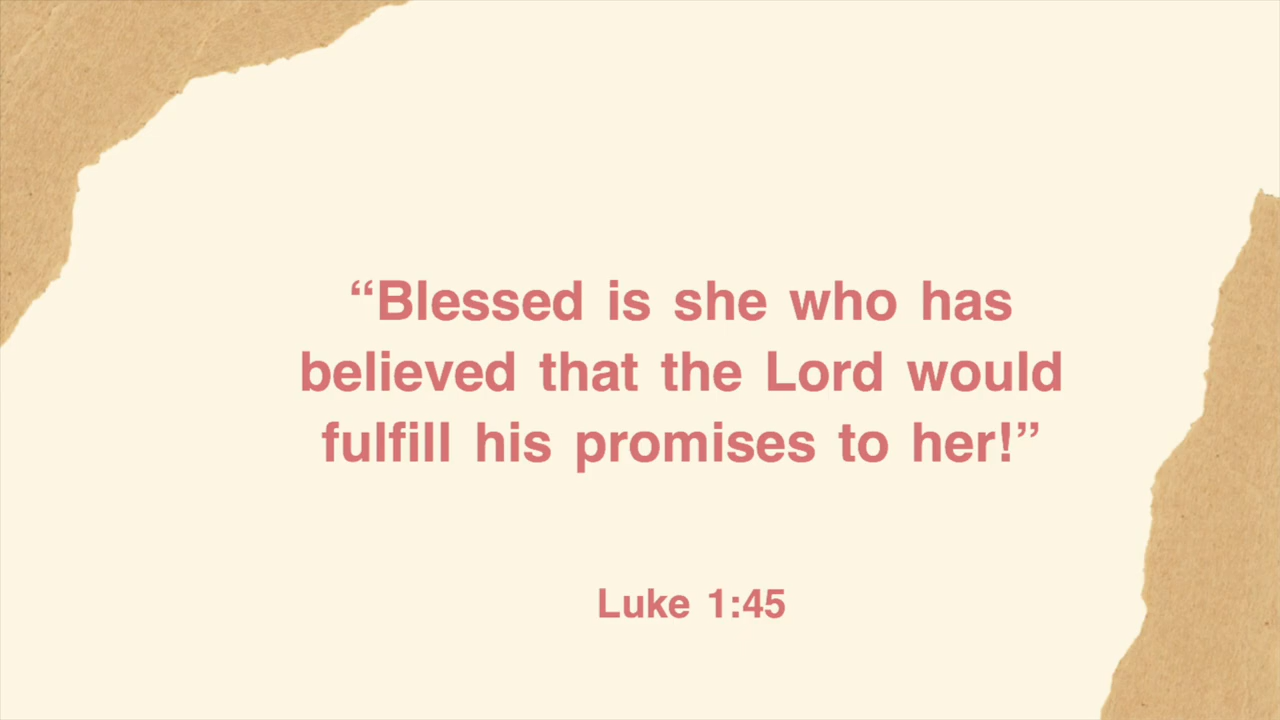 “Blessed is she who has
believed that the Lord would
fulfill his promises to her!”
Luke 1:45